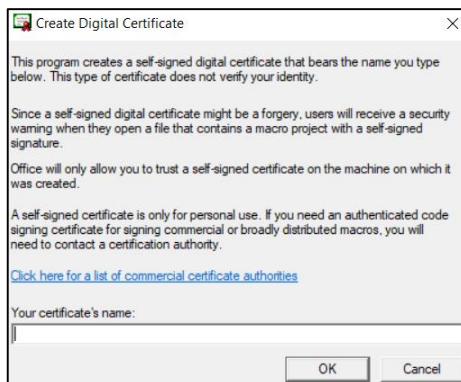 Create Digital Certificate
This program creates a self-signed digital certificate that bears the name you type
below. This type of certificate does not verify your identity.
Since a self-signed digital certificate might be a forgery, users will receive a security
warning when they open a file that contains a macro project with a self-signed
signature.
Office will only allow you to trust a self-signed certificate on the machine on which it
was created.
A self-signed certificate is only for personal use. If you need an authenticated code
signing certificate for signing commercial or broadly distributed macros, you will
need to contact a certification authority.
Click here for a list of commercial certificate authorities
Your certificate's name:
OK Cancel